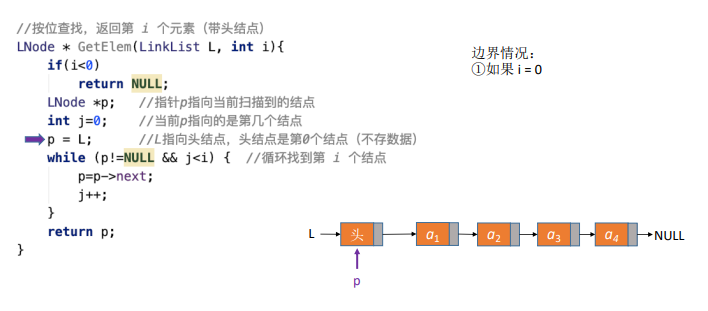 //按位查找，返回第 i 个元素（带头结点）
LNode * GetElem(LinkList L, int i){
    if(i<0)
        return NULL;
    LNode *p;   //指针p指向当前扫描到的结点
    int j=0;    //当前p指向的是第几个结点
    p = L;      //L指向头结点，头结点是第0个结点（不存数据）
    while (p!=NULL && j<i) {  //循环找到第 i 个结点
        p=p->next;
        j++;
    }
    return p;
}
边界情况：
①如果 i = 0
L 头 a1 a2 a3 a4 NULL
p